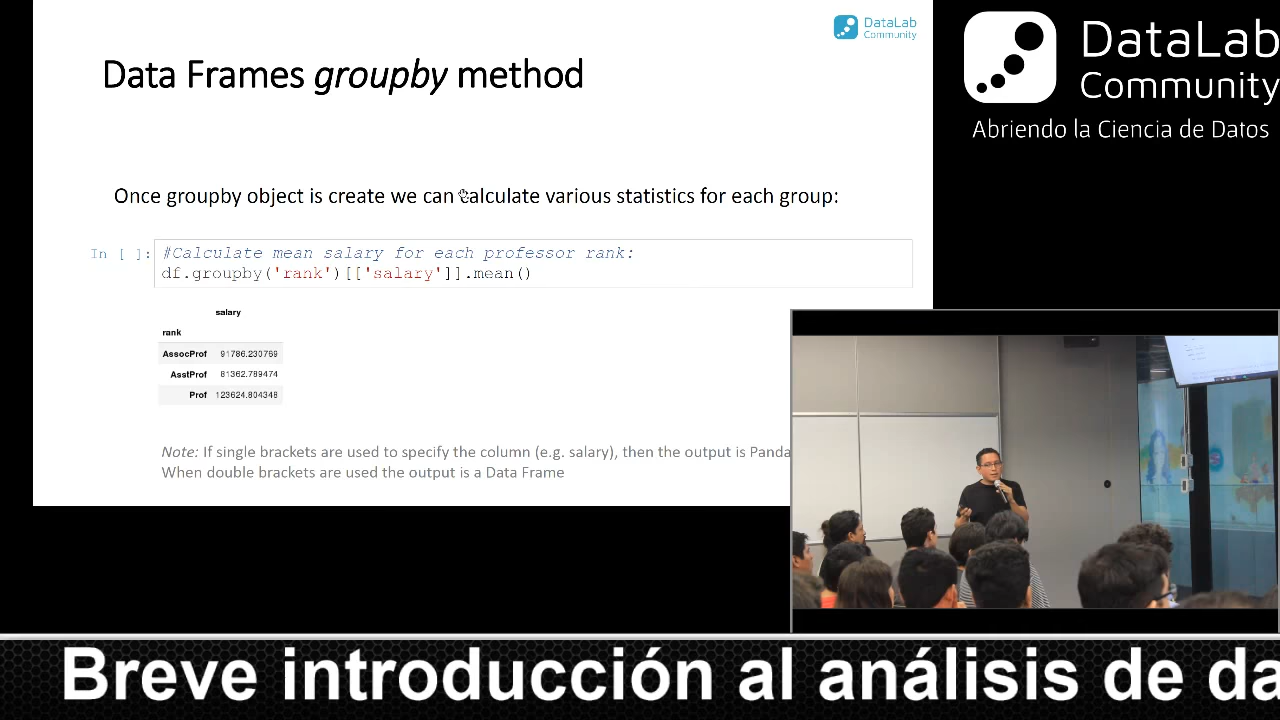 DataLab
Community
Data Frames groupby method
Once groupby object is create we can calculate various statistics for each group:
In [ ]:
#Calculate mean salary for each professor rank:
df.groupby('rank')[['salary']].mean()
salary
rank
AssocProf 91786.230769
AsstProf 81362.789474
Prof 123624.804348
Note: If single brackets are used to specify the column (e.g. salary), then the output is Panda
When double brackets are used the output is a Data Frame
DataLab
Community
Abriendo la Ciencia de Datos
Breve introducción al análisis de da